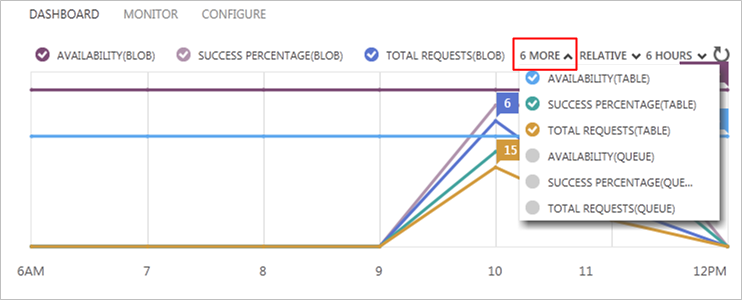 DASHBOARD MONITOR CONFIGURE
AVAILABILITY(BLOB) SUCCESS PERCENTAGE(BLOB) TOTAL REQUESTS(BLOB) 6 MORE RELATIVE 6 HOURS
AVAILABILITY(TABLE)
6 SUCCESS PERCENTAGE(TABLE)
TOTAL REQUESTS(TABLE)
15 AVAILABILITY(QUEUE)
SUCCESS PERCENTAGE(QUE...
TOTAL REQUESTS(QUEUE)
6AM 7 8 9 10 11 12PM